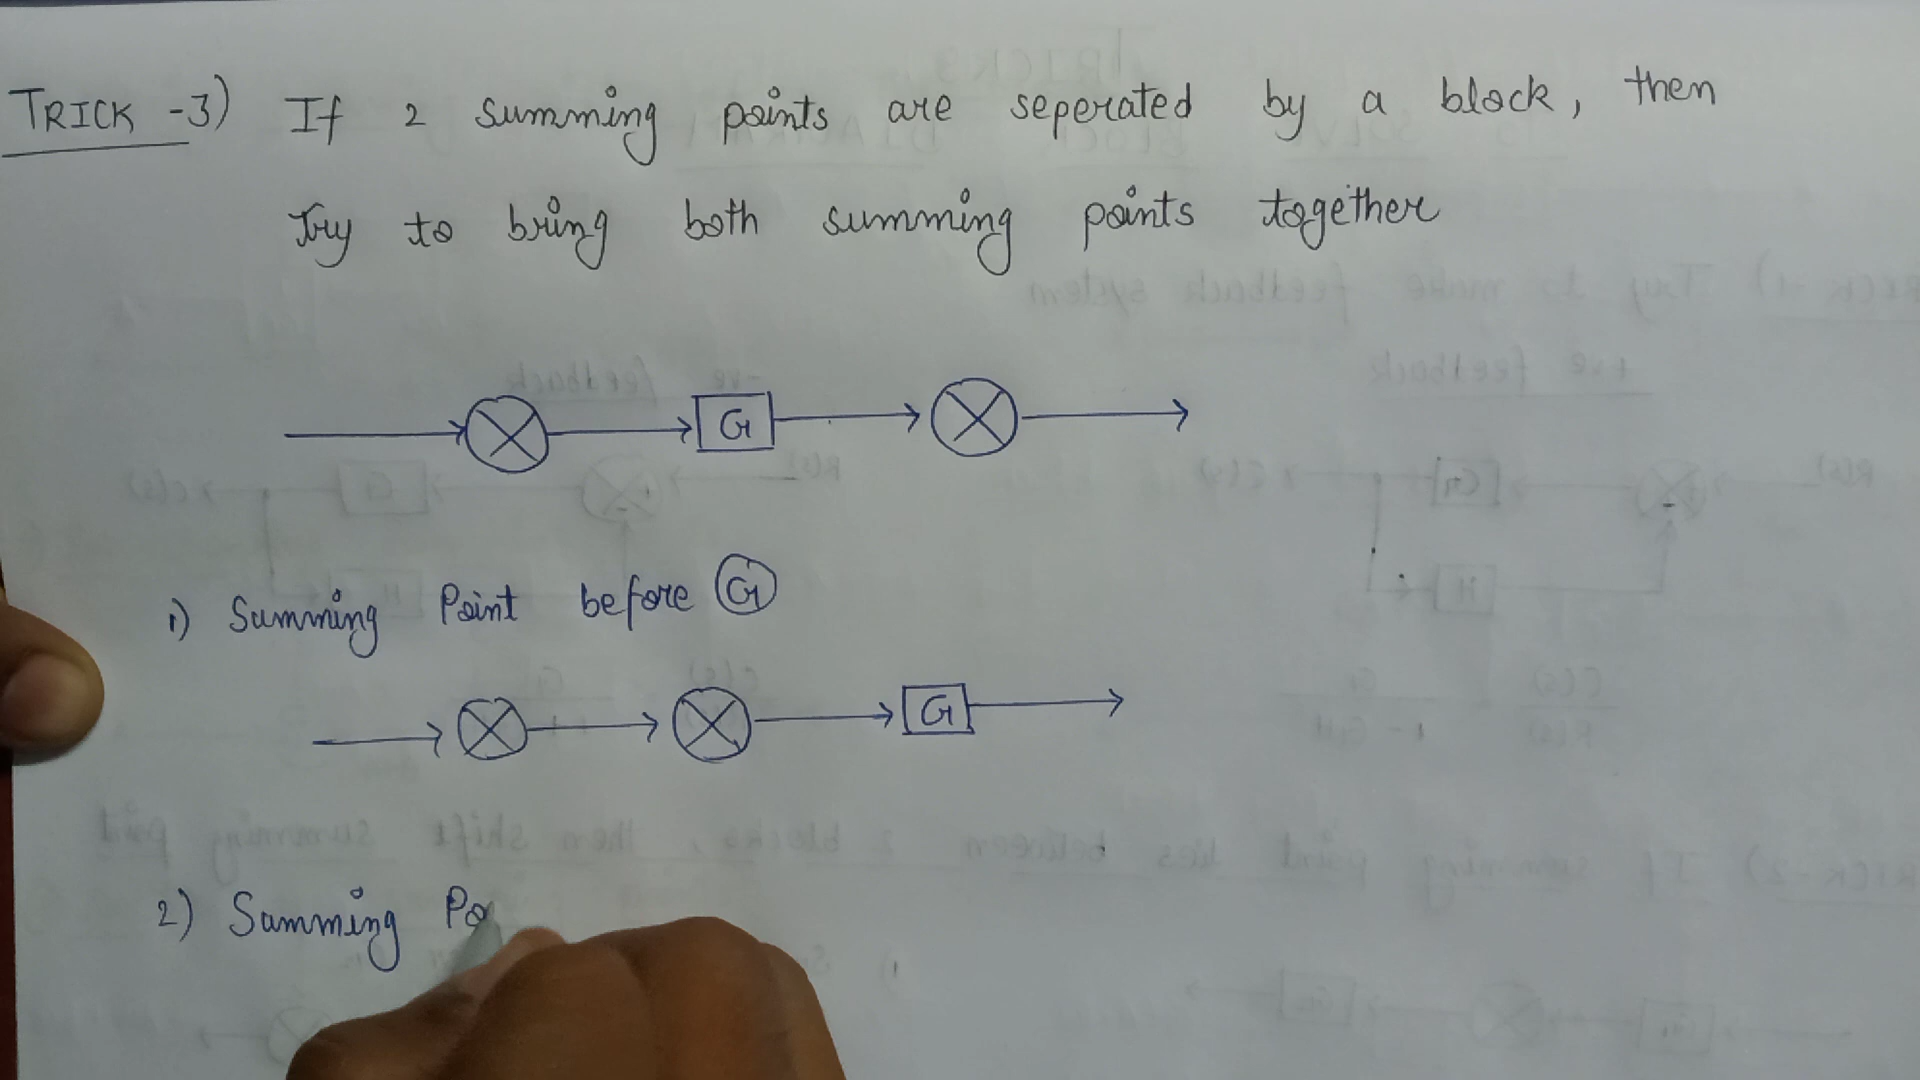 TRICK -3) If 2 summing points are seperated by a block, then
Try to bring both summing points together
G
1) Summing Point before G
G
2) Summing Po